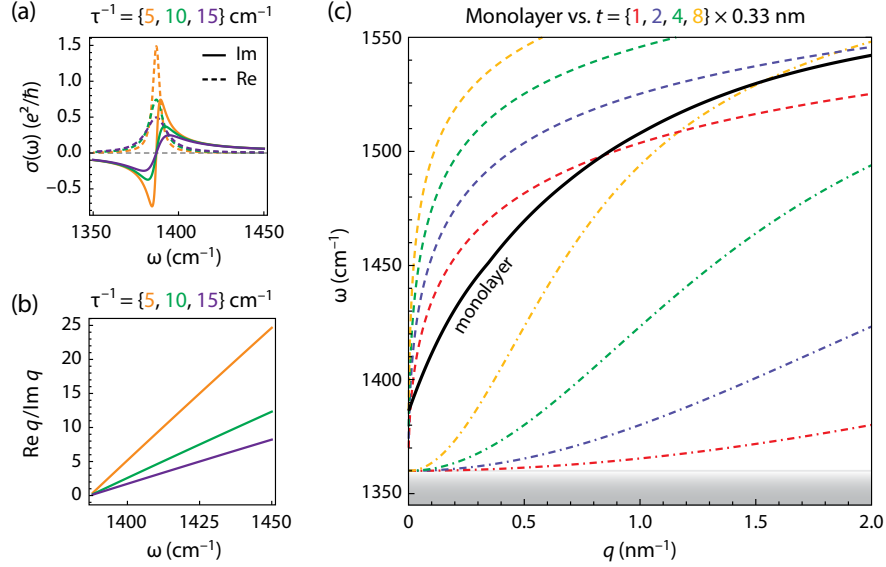 (a)
τ⁻¹ = {5, 10, 15} cm⁻¹
σ(ω) (e²/ℏ)
1.5
1.0
0.5
0.0
−0.5
Im
Re
1350 1400 1450
ω (cm⁻¹)
(b)
τ⁻¹ = {5, 10, 15} cm⁻¹
Re q/Im q
25
20
15
10
5
0
1400 1425 1450
ω (cm⁻¹)
(c)
Monolayer vs. t = {1, 2, 4, 8} × 0.33 nm
ω (cm⁻¹)
1550
1500
1450
1400
1350
monolayer
0 0.5 1.0 1.5 2.0
q (nm⁻¹)